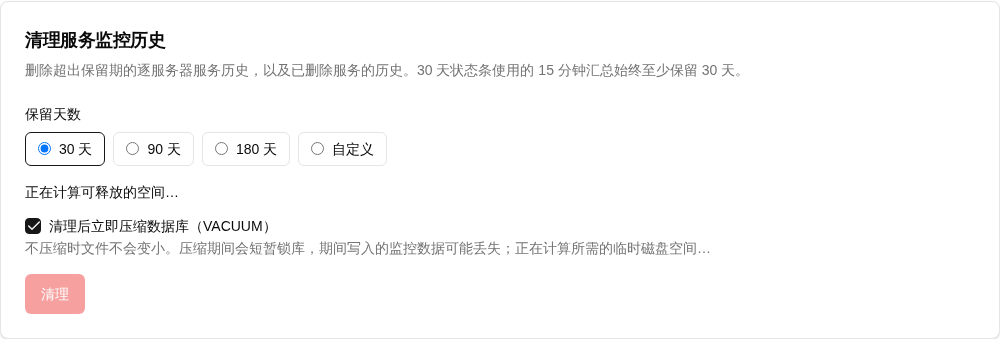 清理服务监控历史
删除超出保留期的逐服务器服务历史，以及已删除服务的历史。30 天状态条使用的 15 分钟汇总始终至少保留 30 天。
保留天数
30 天 90 天 180 天 自定义
正在计算可释放的空间…
清理后立即压缩数据库（VACUUM）
不压缩时文件不会变小。压缩期间会短暂锁库，期间写入的监控数据可能丢失；正在计算所需的临时磁盘空间…
清理